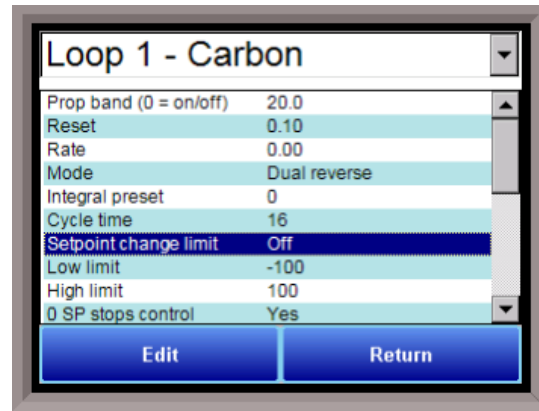 Loop 1 - Carbon
Prop band (0 = on/off) 20.0
Reset 0.10
Rate 0.00
Mode Dual reverse
Integral preset 0
Cycle time 16
Setpoint change limit Off
Low limit -100
High limit 100
0 SP stops control Yes
Edit Return